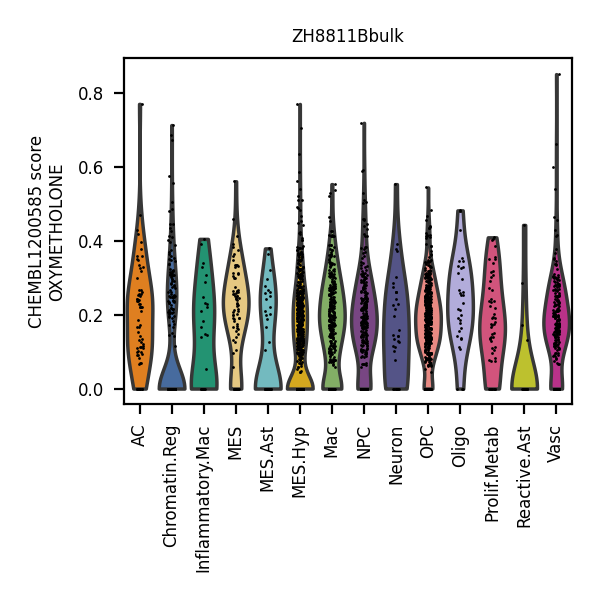 ZH8811Bbulk
CHEMBL1200585 score
OXYMETHOLONE
0.8
0.6
0.4
0.2
0.0
AC
Chromatin.Reg
Inflammatory.Mac
MES
MES.Ast
MES.Hyp
Mac
NPC
Neuron
OPC
Oligo
Prolif.Metab
Reactive.Ast
Vasc